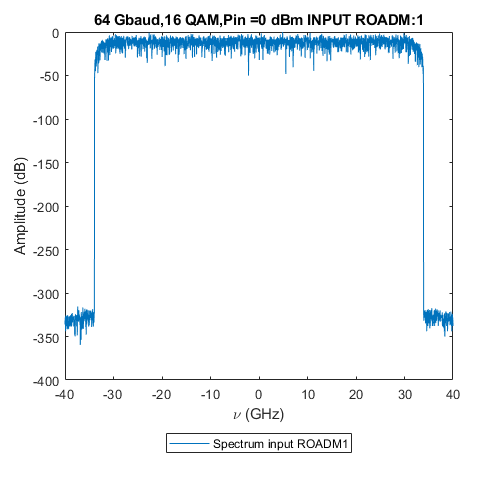 64 Gbaud,16 QAM,Pin =0 dBm INPUT ROADM:1
0
-50
-100
-150
-200
-250
-300
-350
-400
Amplitude (dB)
-40 -30 -20 -10 0 10 20 30 40
ν (GHz)
Spectrum input ROADM1